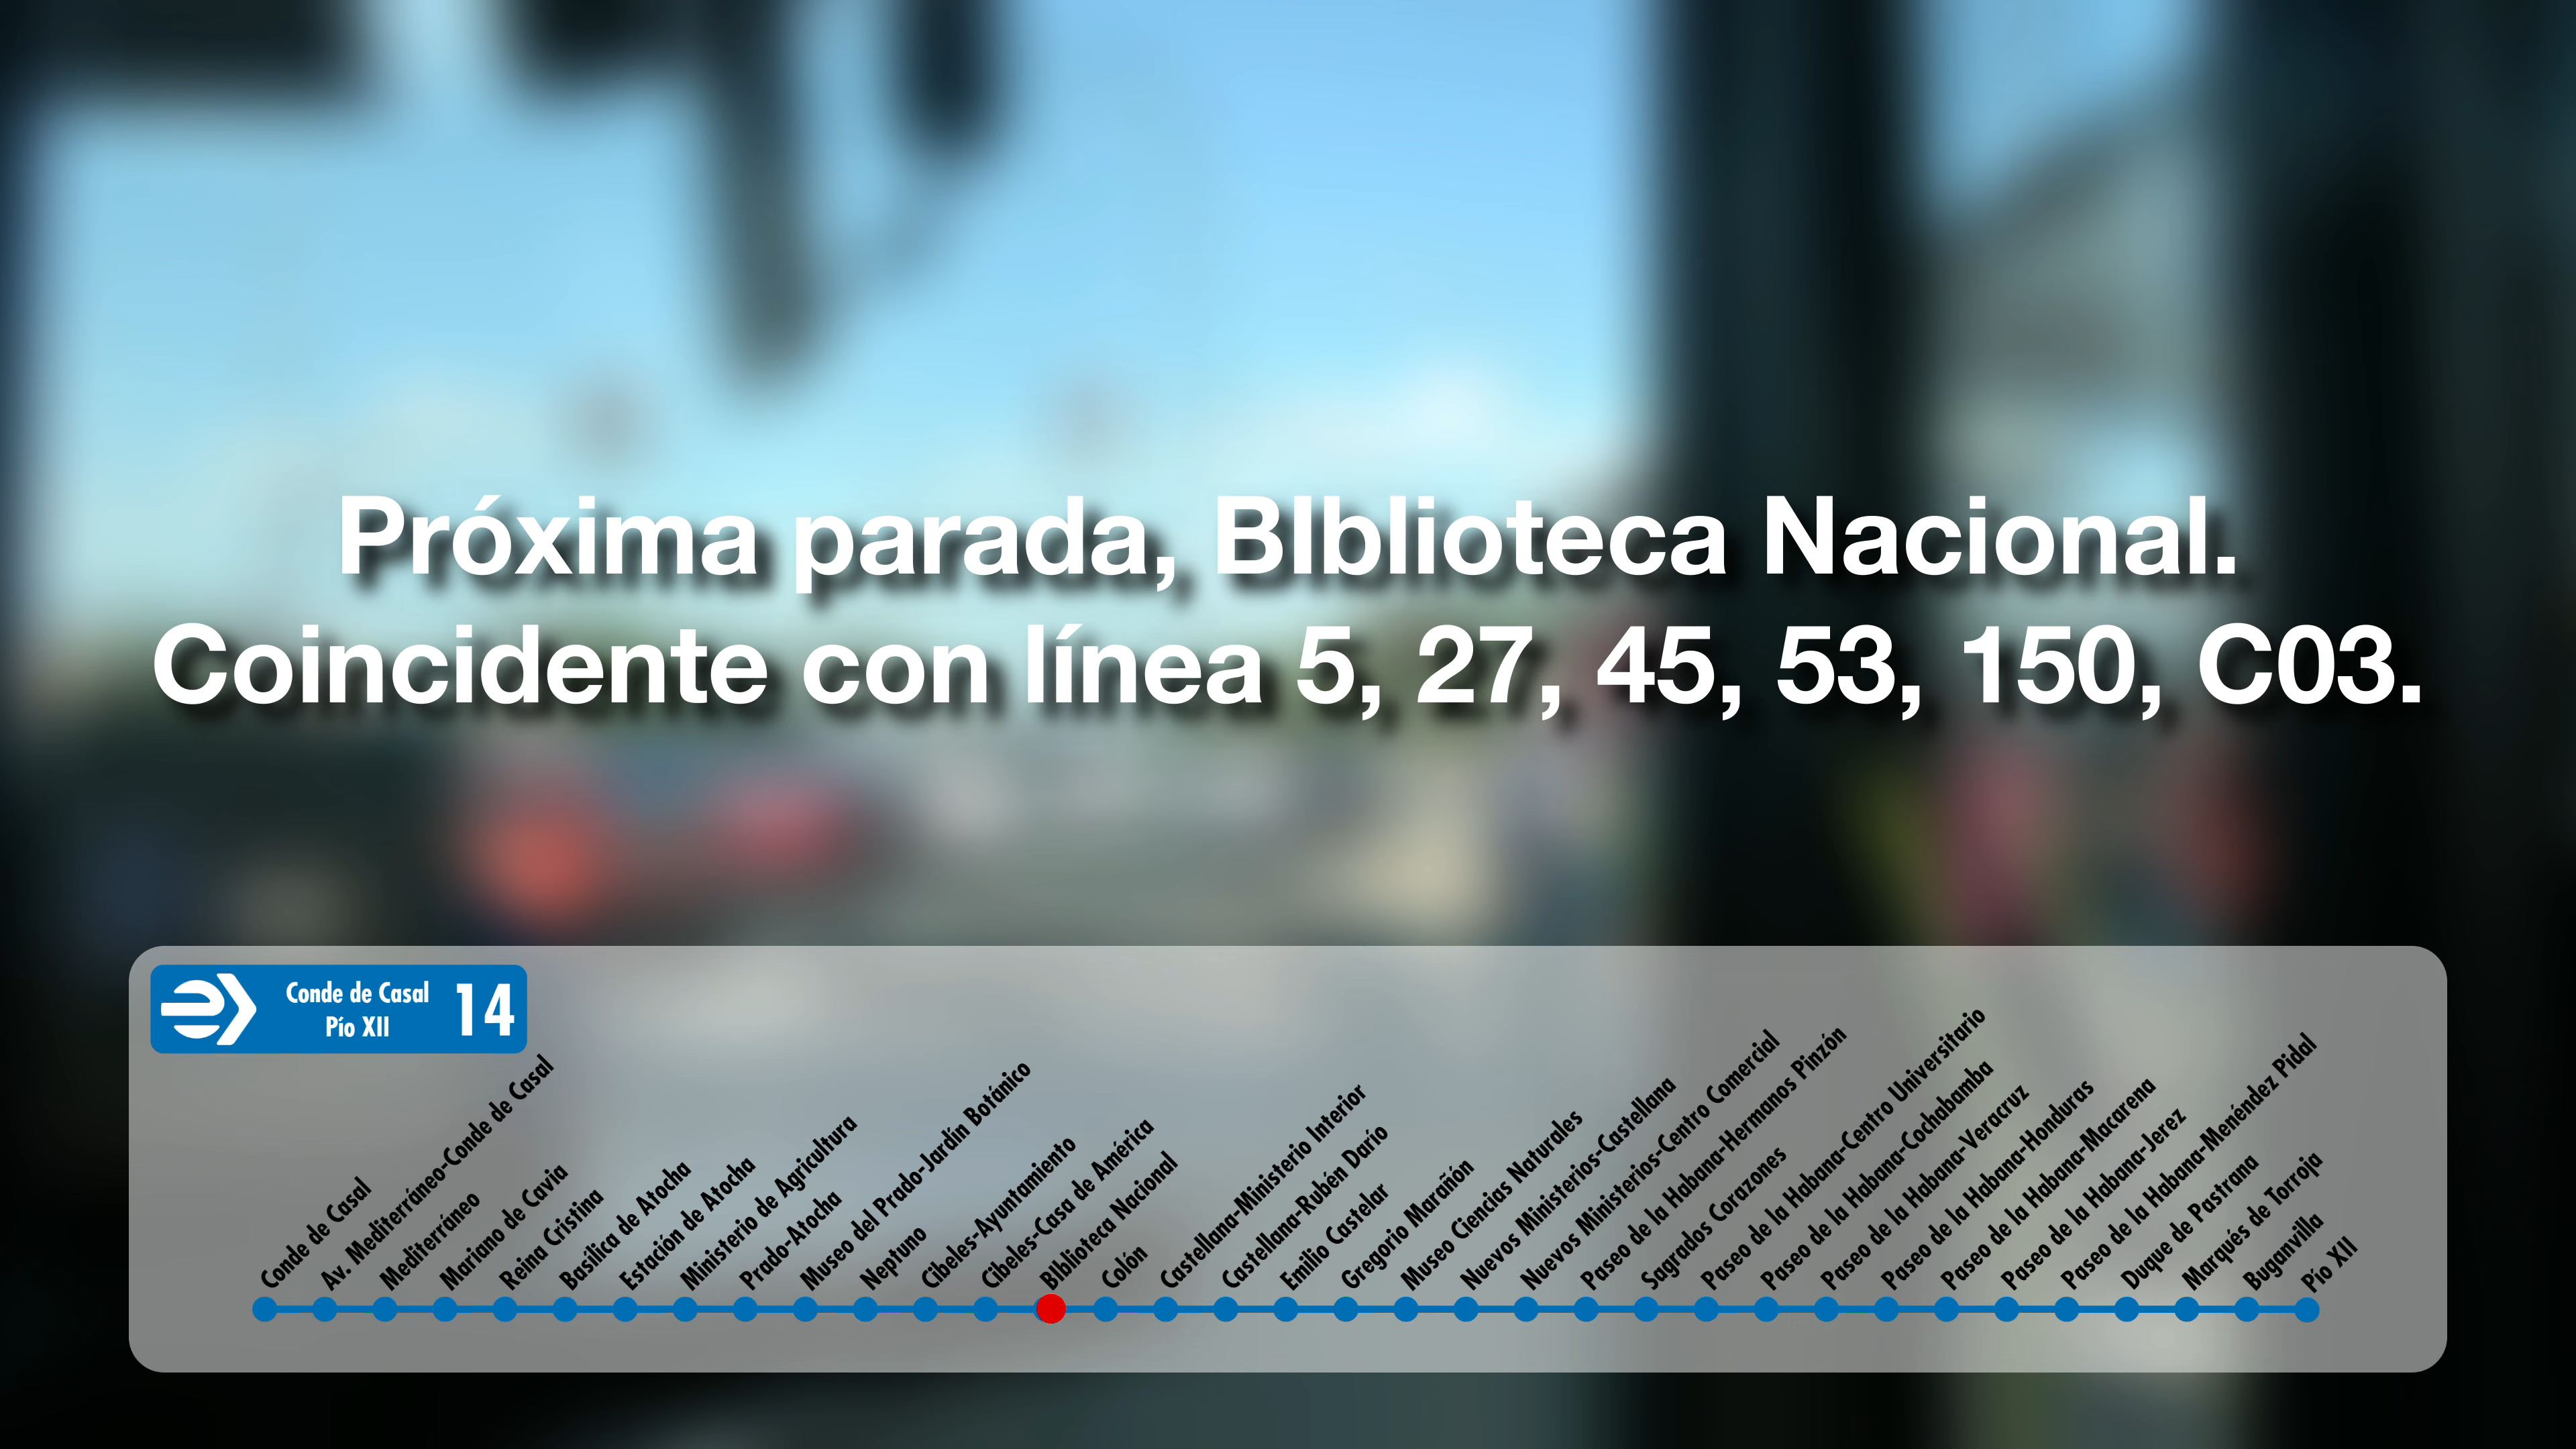 Próxima parada, BIblioteca Nacional.
Coincidente con línea 5, 27, 45, 53, 150, C03.
Conde de Casal
Pío XII
14
Conde de Casal
Av. Mediterráneo-Conde de Casal
Mediterráneo
Mariano de Cavia
Reina Cristina
Basílica de Atocha
Estación de Atocha
Ministerio de Agricultura
Prado-Atocha
Museo del Prado-Jardín Botánico
Neptuno
Cibeles-Ayuntamiento
Cibeles-Casa de América
BIblioteca Nacional
Colón
Castellana-Ministerio Interior
Castellana-Rubén Darío
Emilio Castelar
Gregorio Marañón
Museo Ciencias Naturales
Nuevos Ministerios-Castellana
Nuevos Ministerios-Centro Comercial
Paseo de la Habana-Hermanos Pinzón
Sagrados Corazones
Paseo de la Habana-Centro Universitario
Paseo de la Habana-Cochabamba
Paseo de la Habana-Veracruz
Paseo de la Habana-Honduras
Paseo de la Habana-Macarena
Paseo de la Habana-Jerez
Paseo de la Habana-Menéndez Pidal
Duque de Pastrana
Marqués de Torroja
Buganvilla
Pío XII